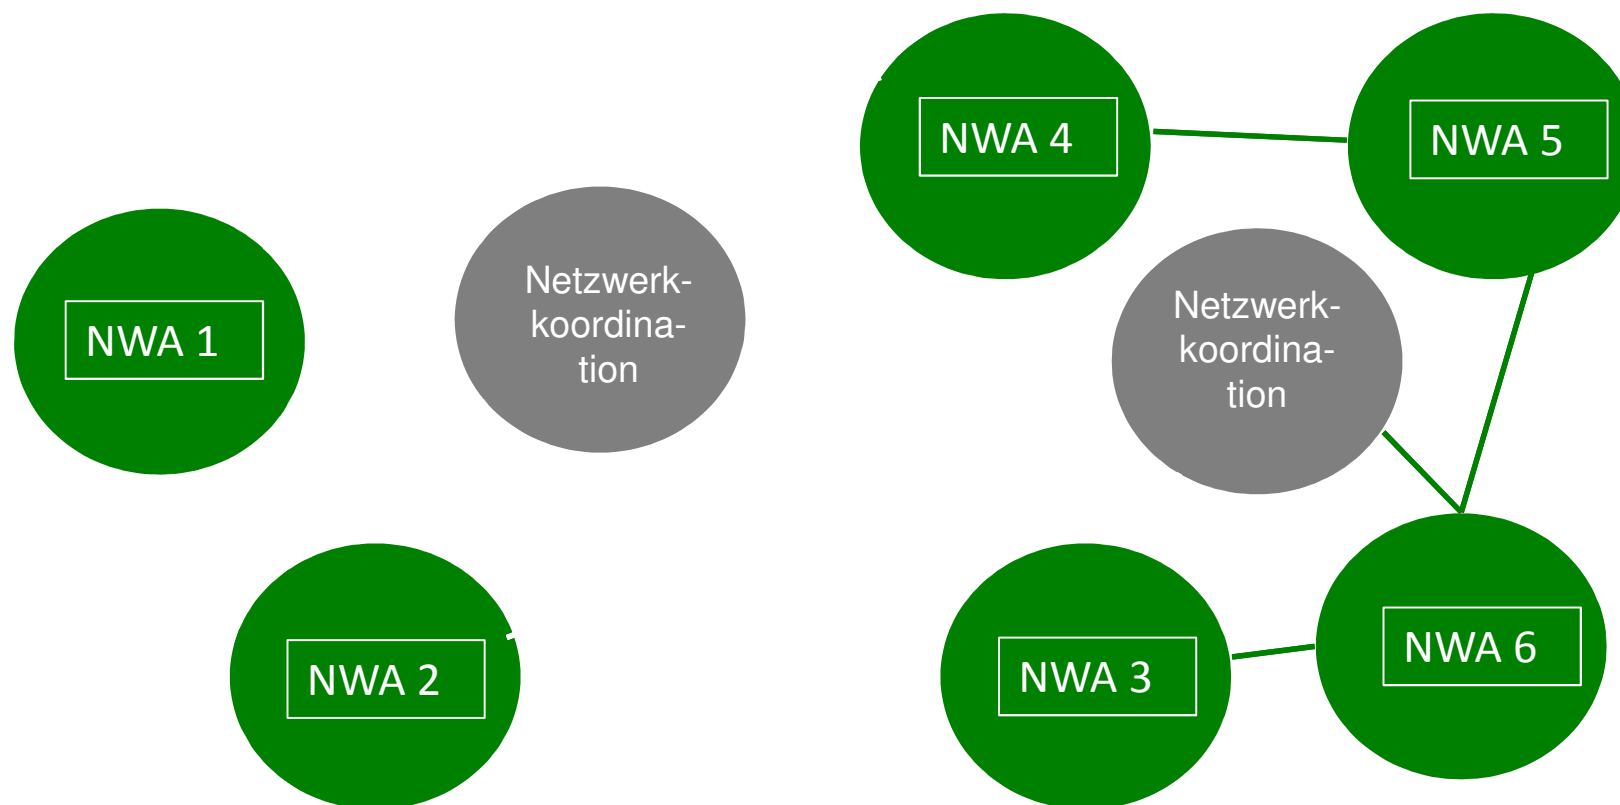 NWA 1
Netzwerk-
koordina-
tion
NWA 2
NWA 4
NWA 5
Netzwerk-
koordina-
tion
NWA 3
NWA 6